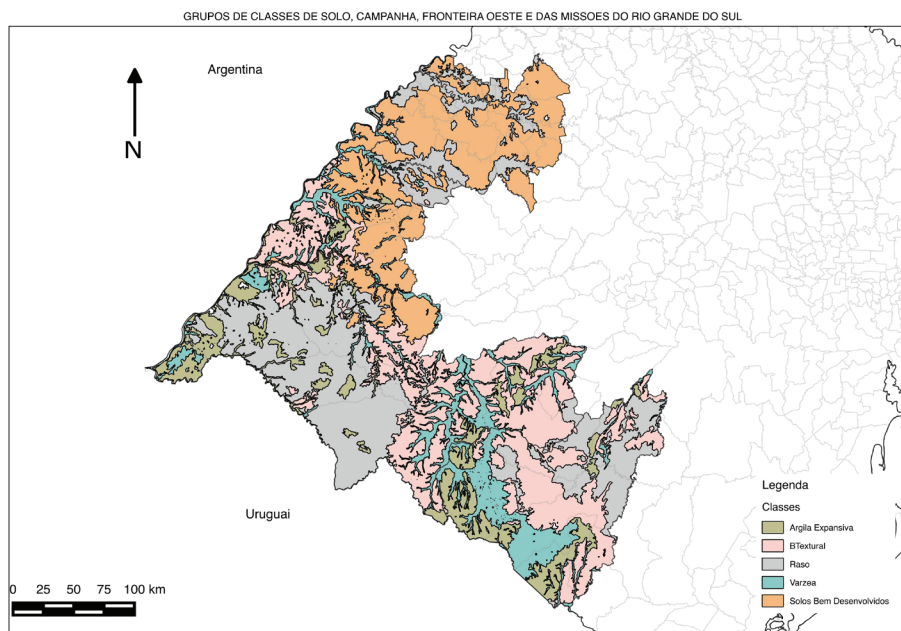 GRUPOS DE CLASSES DE SOLO, CAMPANHA, FRONTEIRA OESTE E DAS MISSOES DO RIO GRANDE DO SUL
Argentina
N
Uruguai
Legenda
Classes
Argila Expansiva
BTextural
Raso
Varzea
Solos Bem Desenvolvidos
0 25 50 75 100 km